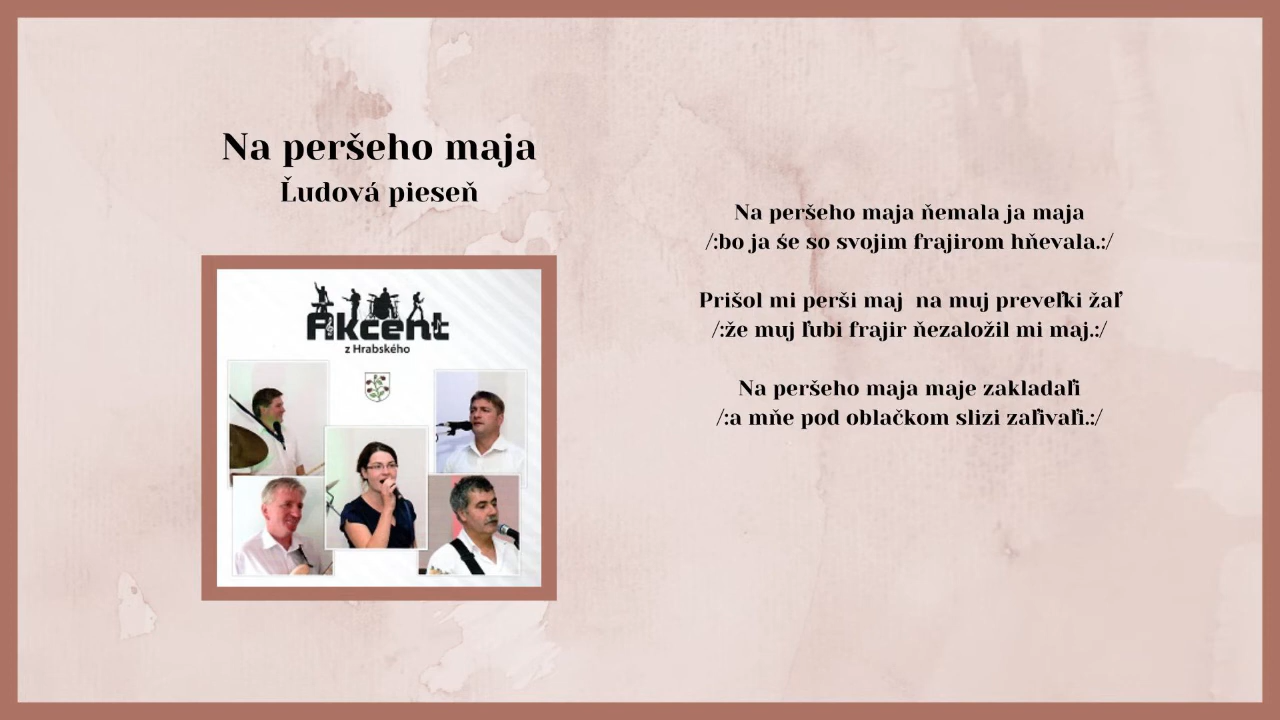 Na peršeho maja
Ľudová pieseň
Akcent
z Hrabského
Na peršeho maja ňemala ja maja
/:bo ja śe so svojim frajirom hňevala.:/
Prišol mi perši maj na muj preveľki žaľ
/:že muj ľubi frajir ňezaložil mi maj.:/
Na peršeho maja maje zakladaľi
/:a mňe pod oblačkom slizi zaľivaľi.:/